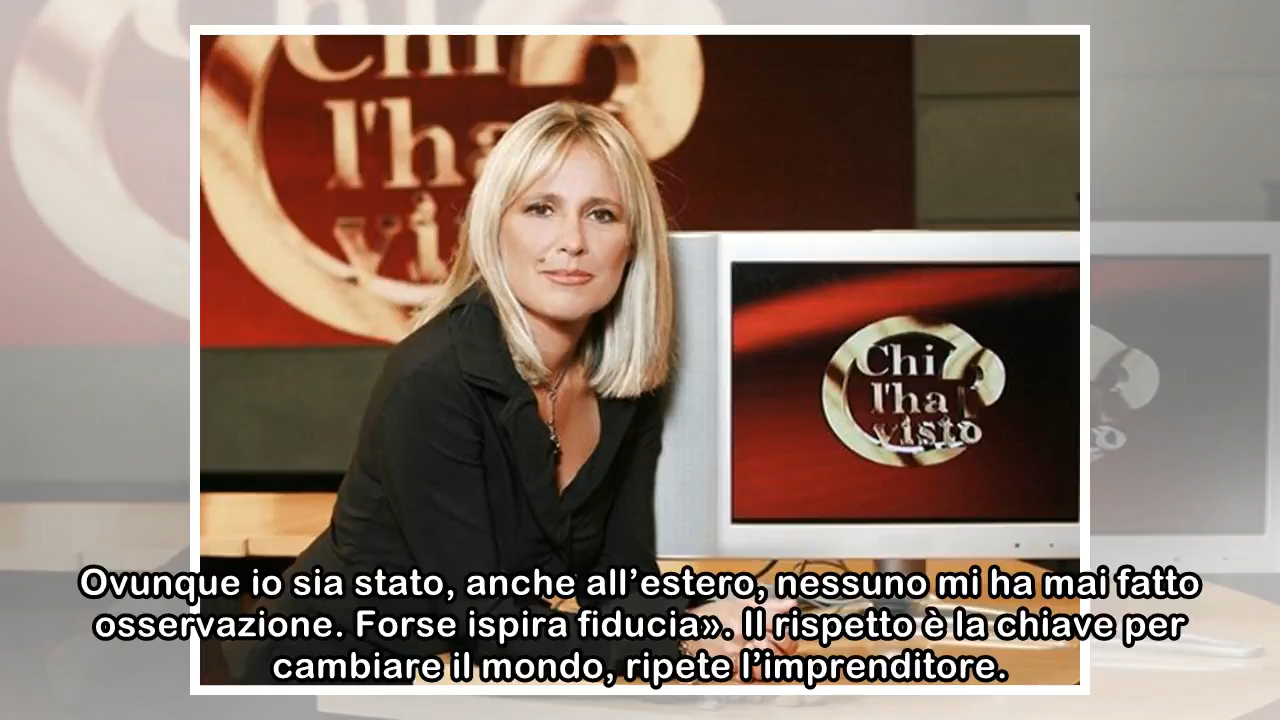 Chi
l'ha
vi
Chi
l'ha
visto
Ovunque io sia stato, anche all’estero, nessuno mi ha mai fatto
osservazione. Forse ispira fiducia». Il rispetto è la chiave per
cambiare il mondo, ripete l’imprenditore.